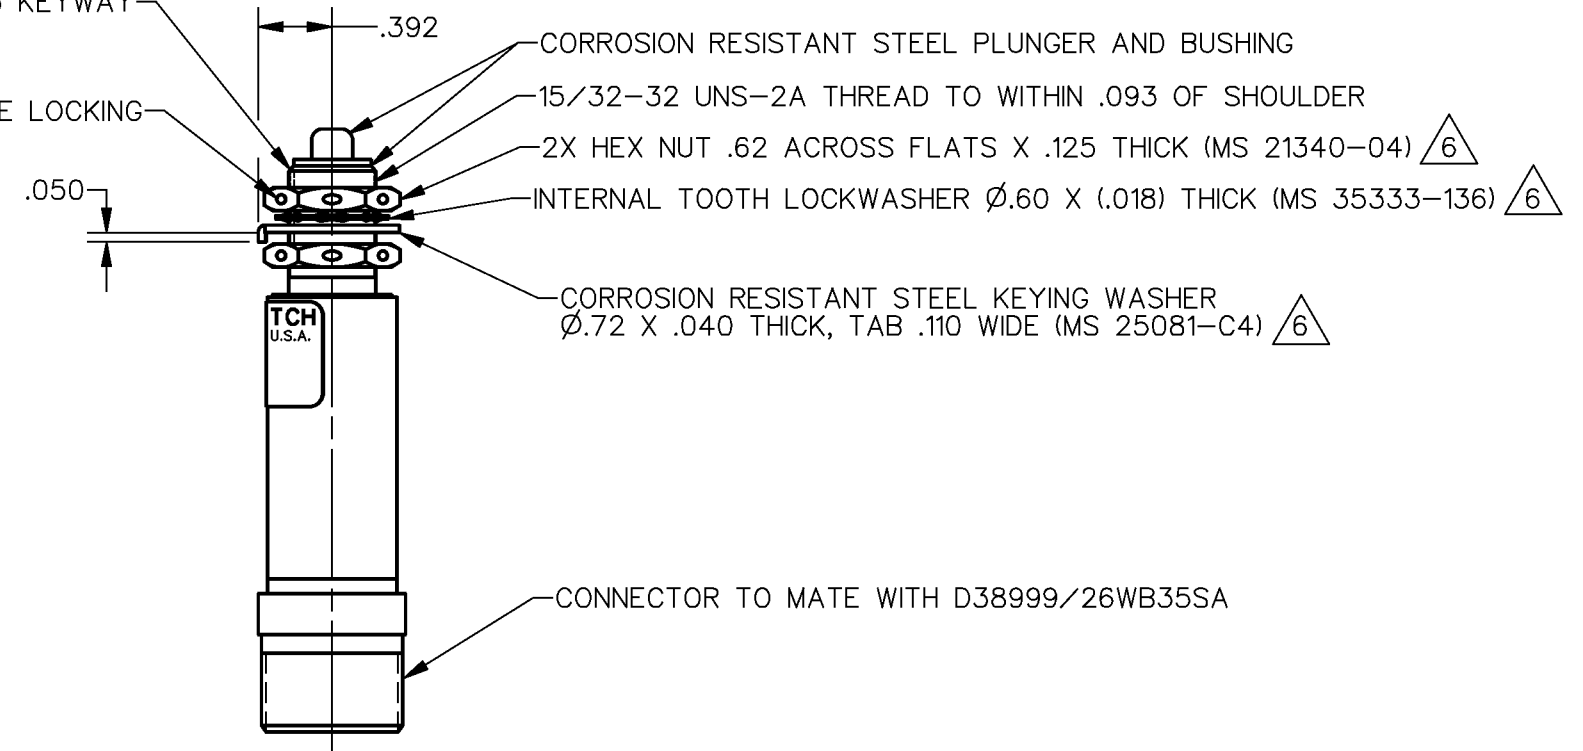 KEYWAY
.392
CORROSION RESISTANT STEEL PLUNGER AND BUSHING
15/32-32 UNS-2A THREAD TO WITHIN .093 OF SHOULDER
LOCKING
2X HEX NUT .62 ACROSS FLATS X .125 THICK (MS 21340-04) 6
.050
INTERNAL TOOTH LOCKWASHER Ø.60 X (.018) THICK (MS 35333-136) 6
CORROSION RESISTANT STEEL KEYING WASHER
Ø.72 X .040 THICK, TAB .110 WIDE (MS 25081-C4) 6
TCH
U.S.A.
CONNECTOR TO MATE WITH D38999/26WB35SA